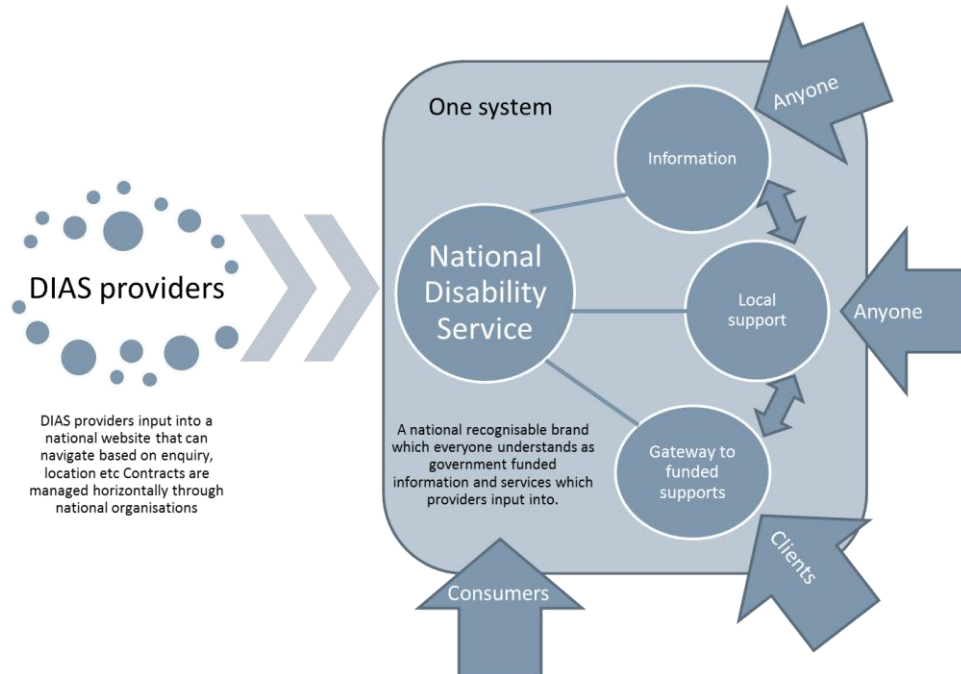 One system
Anyone
Information
National
Disability
Service
DIAS providers
Local
support
Anyone
DIAS providers input into a
national website that can
navigate based on enquiry,
location etc Contracts are
managed horizontally through
national organisations
A national recognisable brand
which everyone understands as
government funded
information and services which
providers input into.
Gateway to
funded
supports
Clients
Consumers